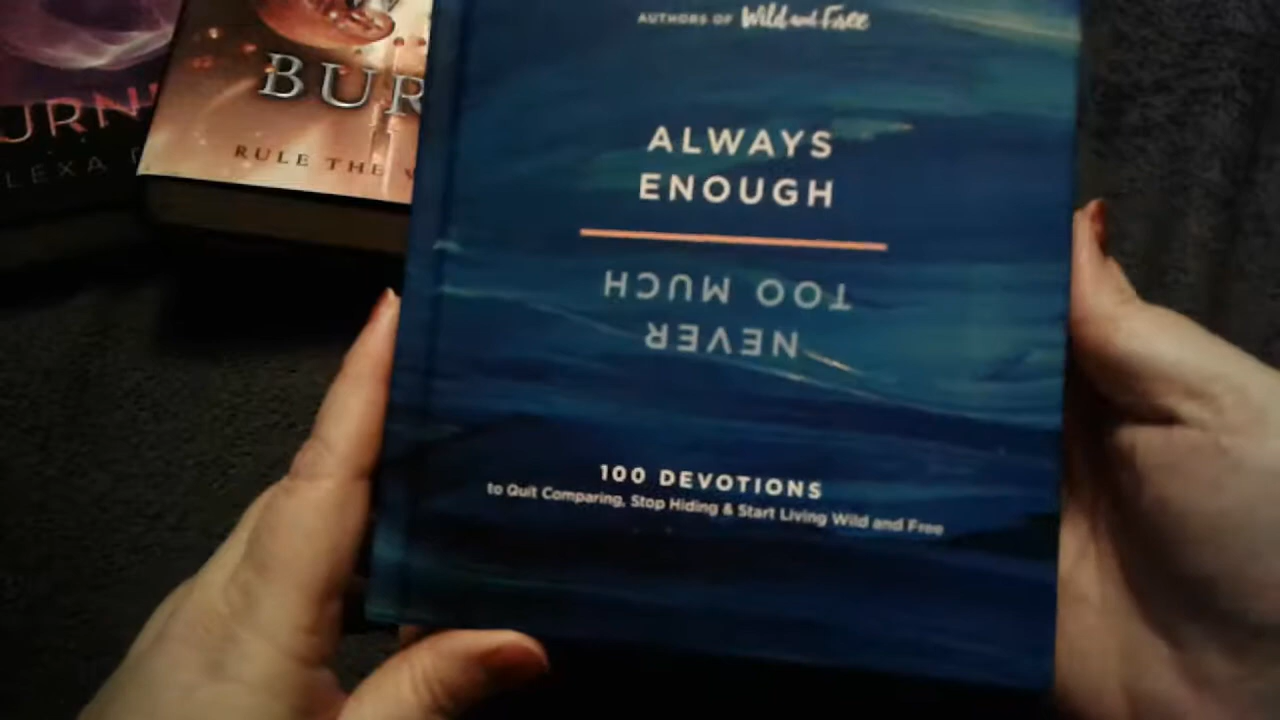 AUTHORS OF Wild and Free
ALWAYS
ENOUGH
NEVER
TOO MUCH
100 DEVOTIONS
to Quit Comparing, Stop Hiding & Start Living Wild and Free
BUR
RULE THE
URN
LEXA